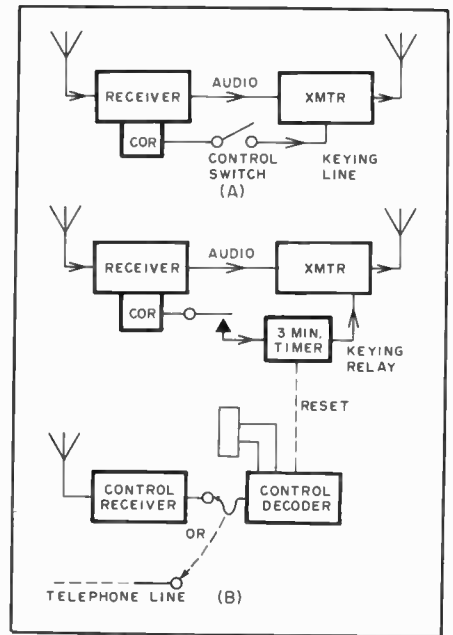 AUDIO
RECEIVER
XMTR
COR
CONTROL
SWITCH
KEYING
LINE
(A)
AUDIO
RECEIVER
XMTR
COR
3 MIN.
TIMER
KEYING
RELAY
RESET
CONTROL
RECEIVER
CONTROL
DECODER
OR
TELEPHONE LINE
(B)